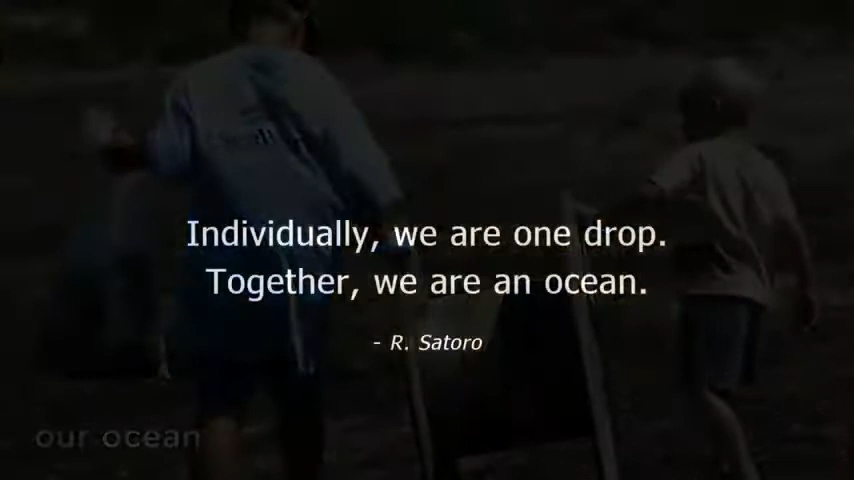 Individually, we are one drop.
Together, we are an ocean.
- R. Satoro
our ocean